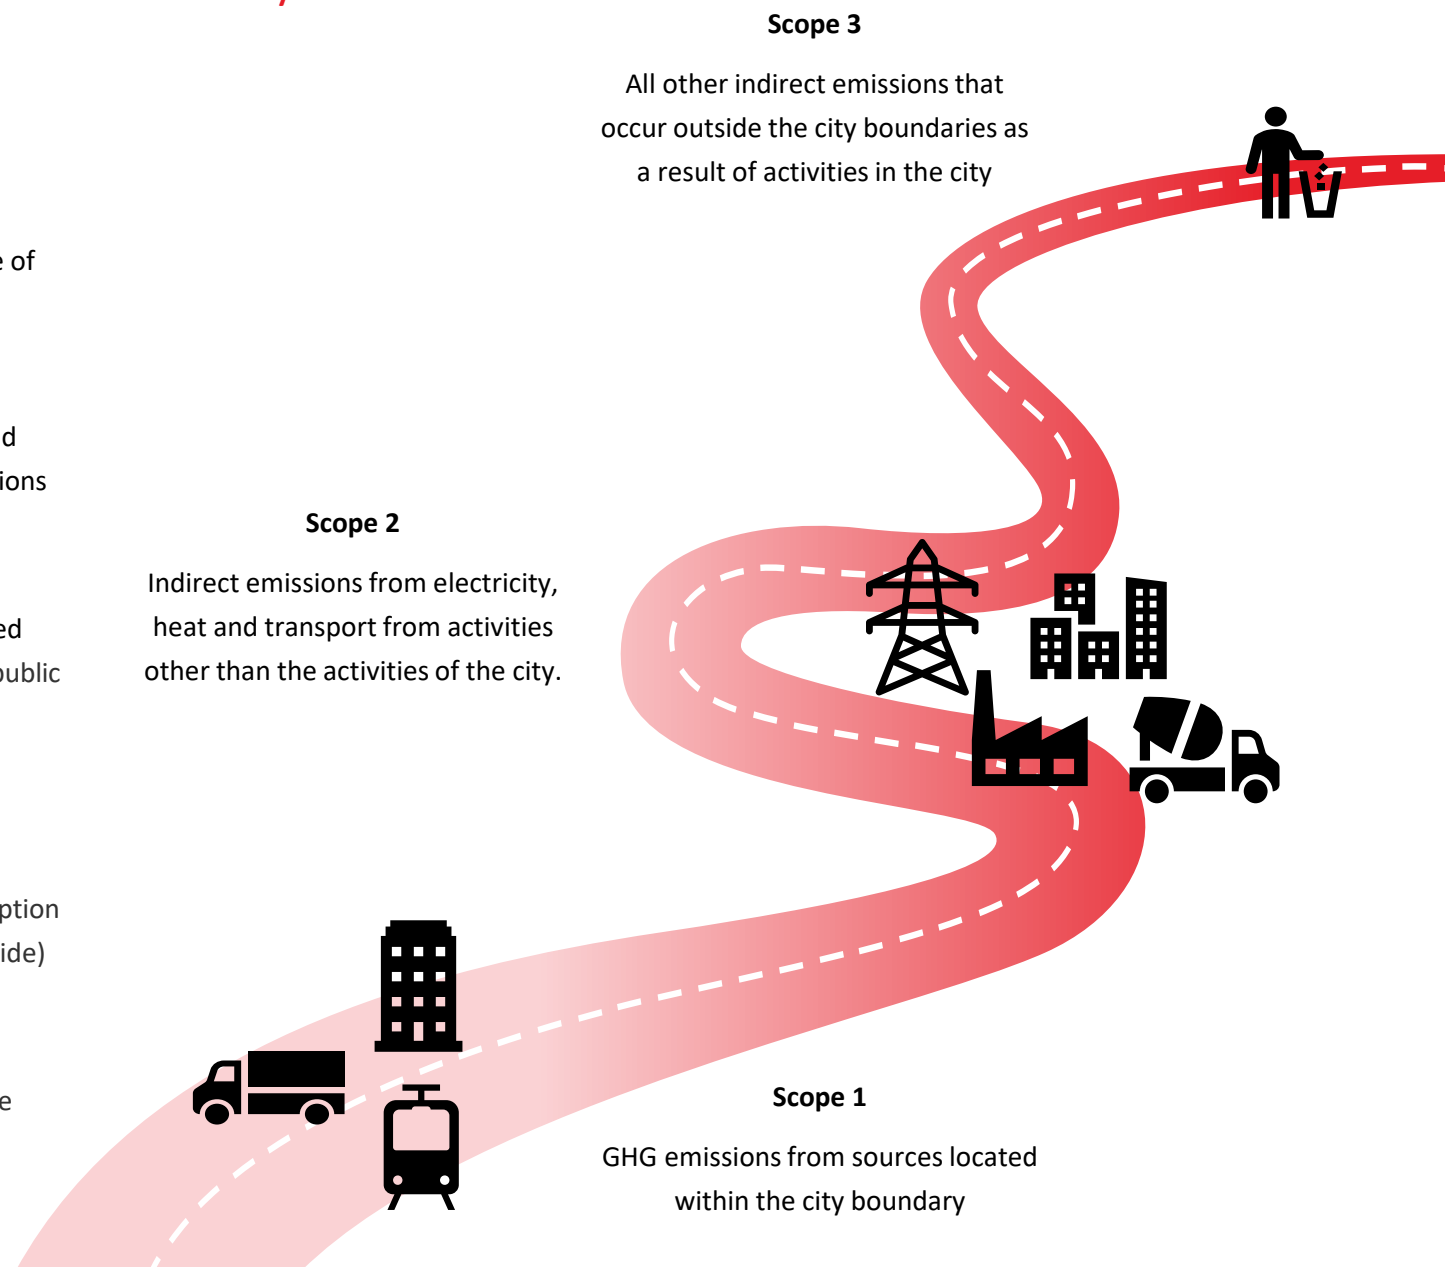 Scope 3
All other indirect emissions that
occur outside the city boundaries as
a result of activities in the city
of
Scope 2
Indirect emissions from electricity,
heat and transport from activities
other than the activities of the city.
public
Scope 1
GHG emissions from sources located
within the city boundary